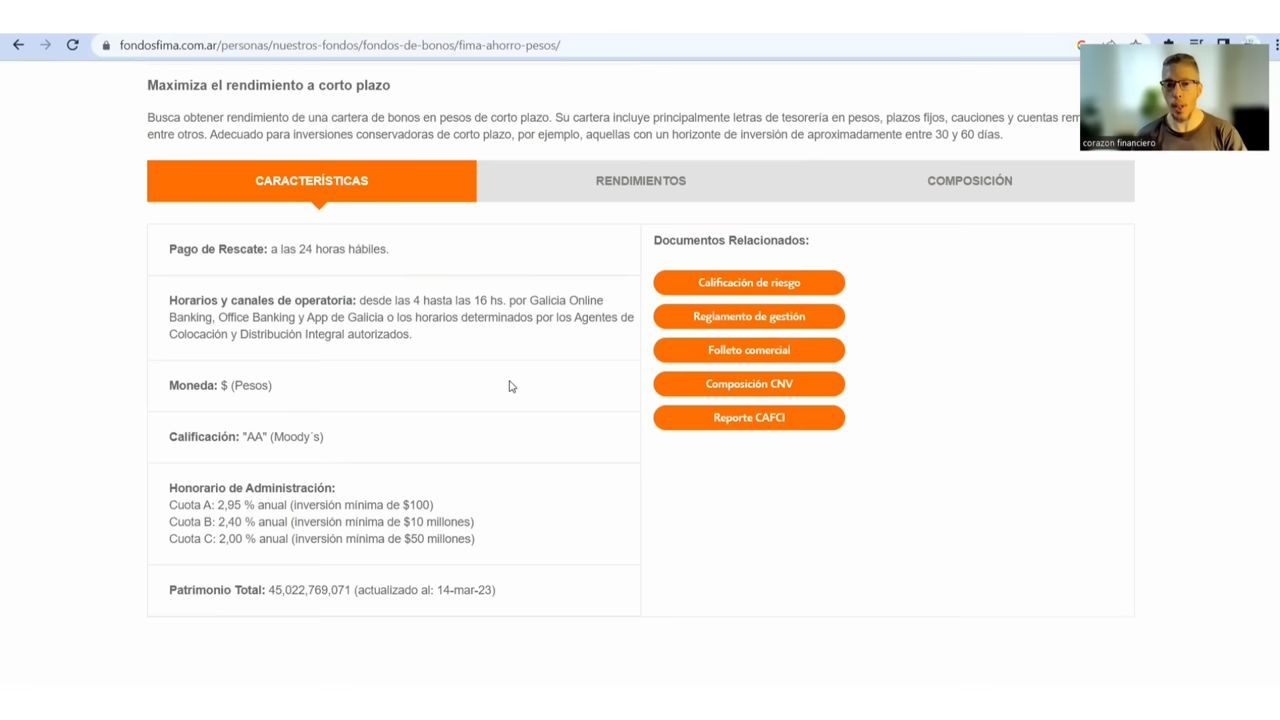 fondosfima.com.ar/personas/nuestros-fondos/fondos-de-bonos/fima-ahorro-pesos/
Maximiza el rendimiento a corto plazo
Busca obtener rendimiento de una cartera de bonos en pesos de corto plazo. Su cartera incluye principalmente letras de tesorería en pesos, plazos fijos, cauciones y cuentas
entre otros. Adecuado para inversiones conservadoras de corto plazo, por ejemplo, aquellas con un horizonte de inversión de aproximadamente entre 30 y 60 días.
corazon financiero
CARACTERÍSTICAS
RENDIMIENTOS
COMPOSICIÓN
Pago de Rescate: a las 24 horas hábiles.
Horarios y canales de operatoria: desde las 4 hasta las 16 hs. por Galicia Online
Banking, Office Banking y App de Galicia o los horarios determinados por los Agentes de
Colocación y Distribución Integral autorizados.
Moneda: $ (Pesos)
Calificación: "AA" (Moody´s)
Honorario de Administración:
Cuota A: 2,95 % anual (inversión mínima de $100)
Cuota B: 2,40 % anual (inversión mínima de $10 millones)
Cuota C: 2,00 % anual (inversión mínima de $50 millones)
Patrimonio Total: 45,022,769,071 (actualizado al: 14-mar-23)
Documentos Relacionados:
Calificación de riesgo
Reglamento de gestión
Folleto comercial
Composición CNV
Reporte CAFCI